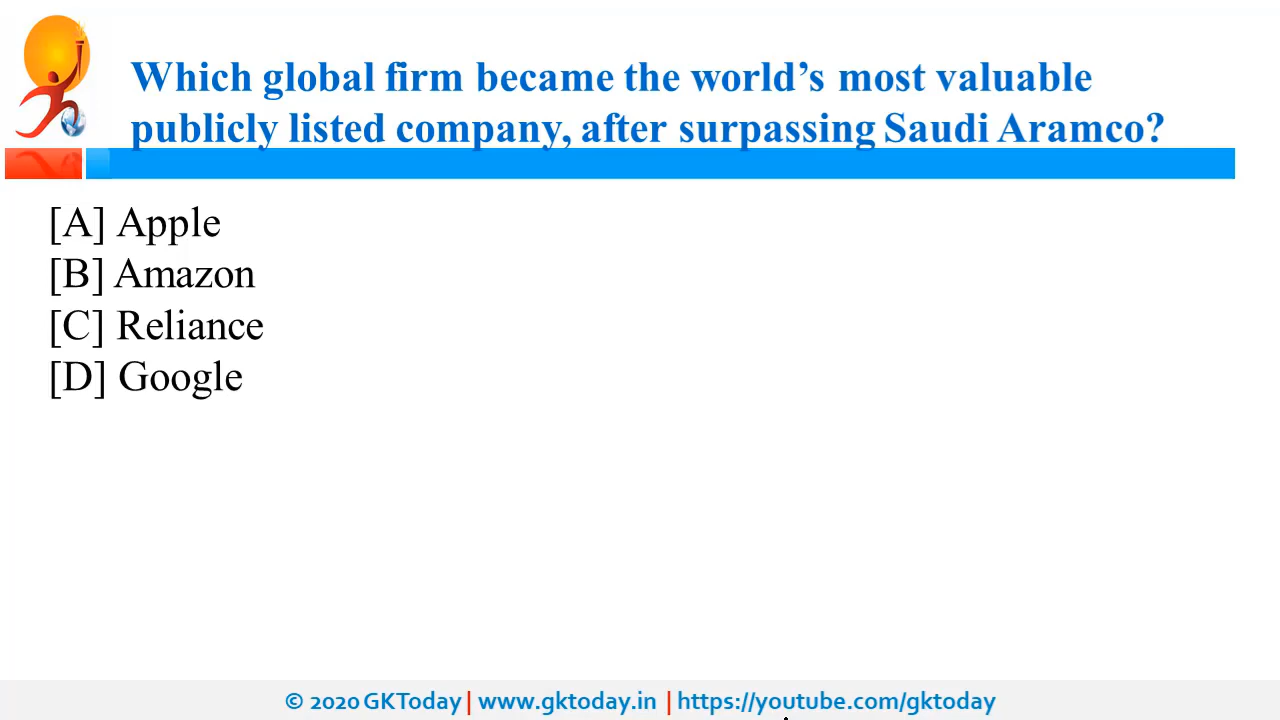 Which global firm became the world’s most valuable
publicly listed company, after surpassing Saudi Aramco?
[A] Apple
[B] Amazon
[C] Reliance
[D] Google
© 2020 GKToday | www.gktoday.in | https://youtube.com/gktoday